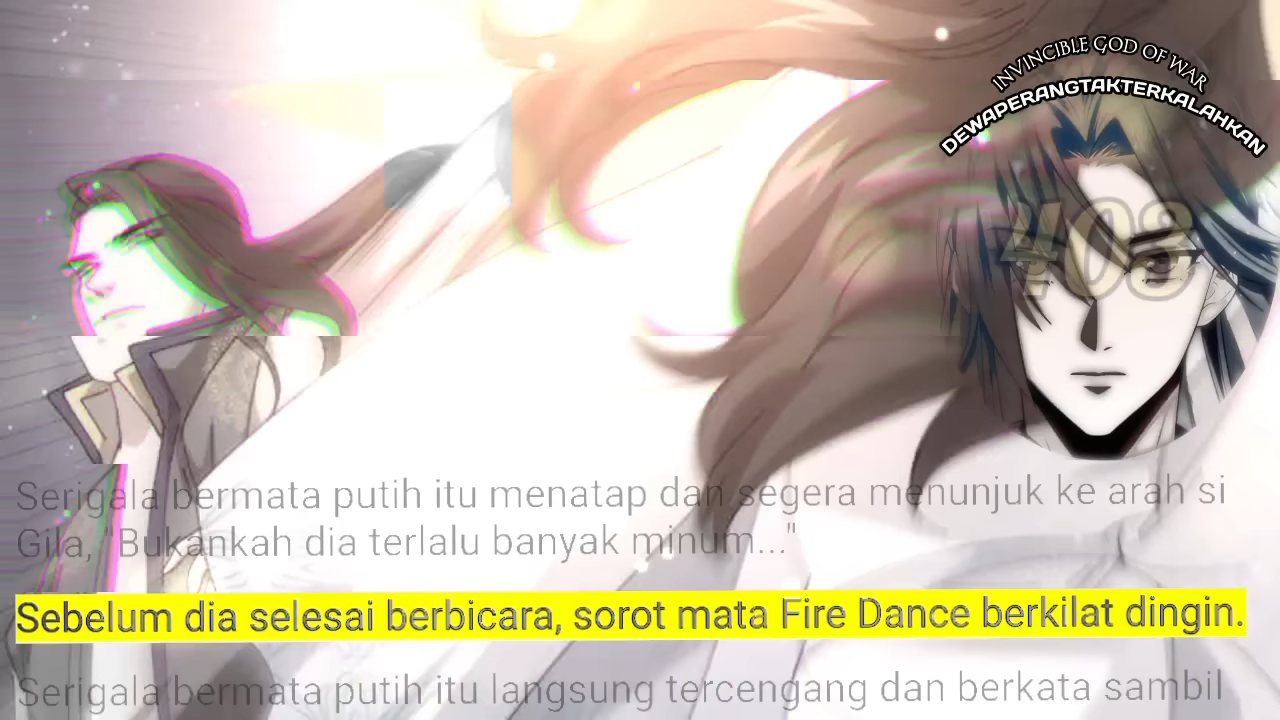 INVINCIBLE GOD OF WAR
DEWAPERANGTAKTERKALAHKAN
408
Serigala bermata putih itu menatap dan segera menunjuk ke arah si
Gila, "Bukankah dia terlalu banyak minum..."
Sebelum dia selesai berbicara, sorot mata Fire Dance berkilat dingin.
Serigala bermata putih itu langsung tercengang dan berkata sambil